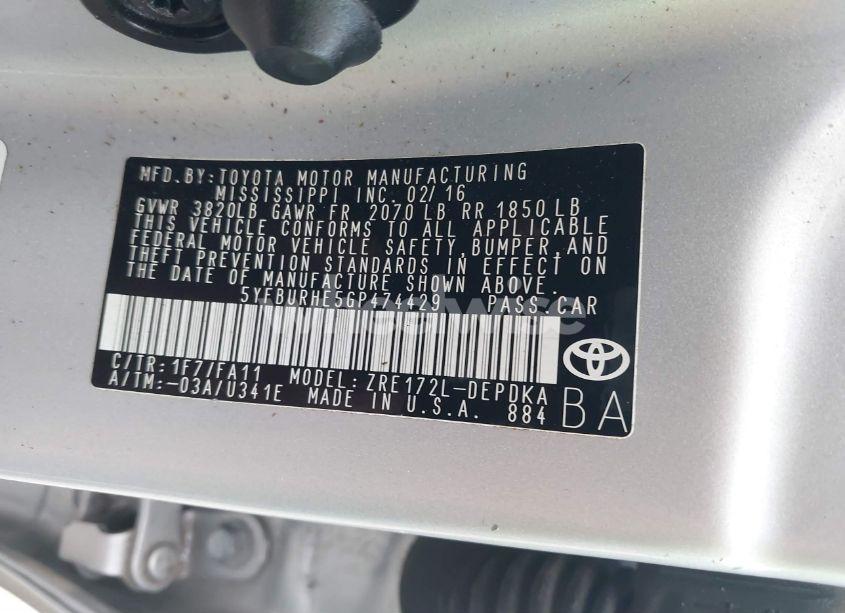 MFD.BY:TOYOTA MOTOR MANUFACTURING
MISSISSIPPI INC. 02/16
GVWR 3820LB GAWR FR 2070 LB RR 1850 LB
THIS VEHICLE CONFORMS TO ALL APPLICABLE
FEDERAL MOTOR VEHICLE SAFETY, BUMPER, AND
THEFT PREVENTION STANDARDS IN EFFECT ON
THE DATE OF MANUFACTURE SHOWN ABOVE.
5YFBURHE5GP474429 PASS.CAR
C/TR:1F7/FA11 MODEL:ZRE172L-DEPDKA
A/TM:-03A/U341E MADE IN U.S.A. 884
BA